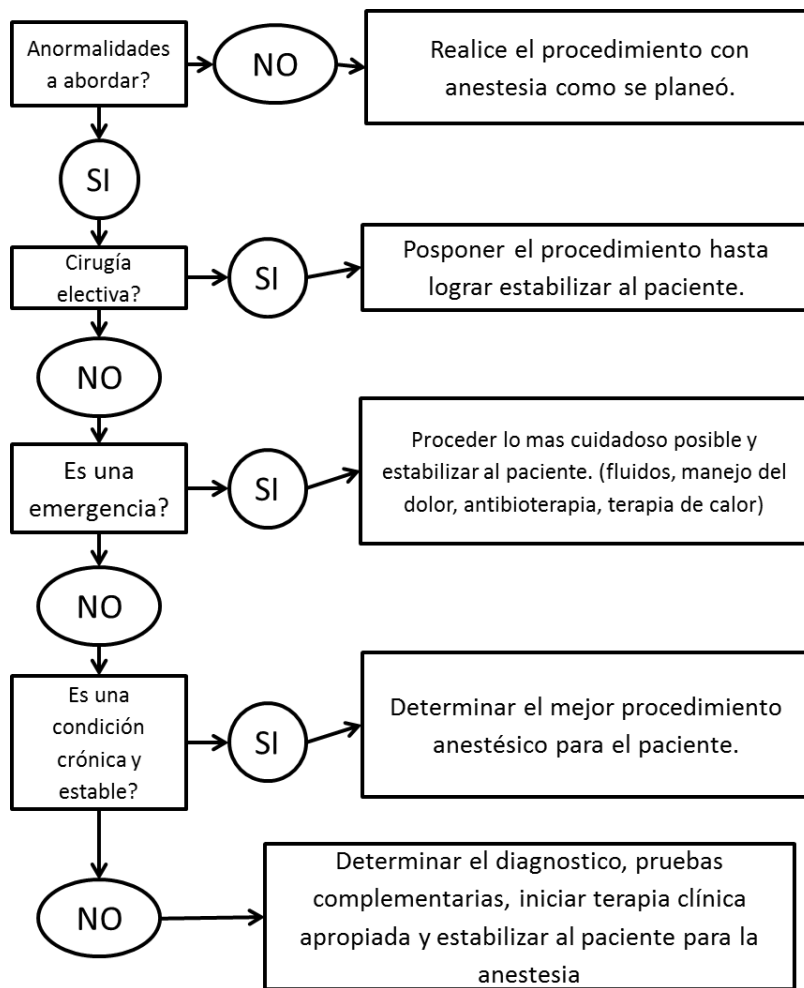 Anormalidades
a abordar?
NO
Realice el procedimiento con
anestesia como se planeó.
SI
Cirugía
electiva?
SI
Posponer el procedimiento hasta
lograr estabilizar al paciente.
NO
Es una
emergencia?
SI
Proceder lo mas cuidadoso posible y
estabilizar al paciente. (fluidos, manejo del
dolor, antibioterapia, terapia de calor)
NO
Es una
condición
crónica y
estable?
SI
Determinar el mejor procedimiento
anestésico para el paciente.
NO
Determinar el diagnostico, pruebas
complementarias, iniciar terapia clínica
apropiada y estabilizar al paciente para la
anestesia